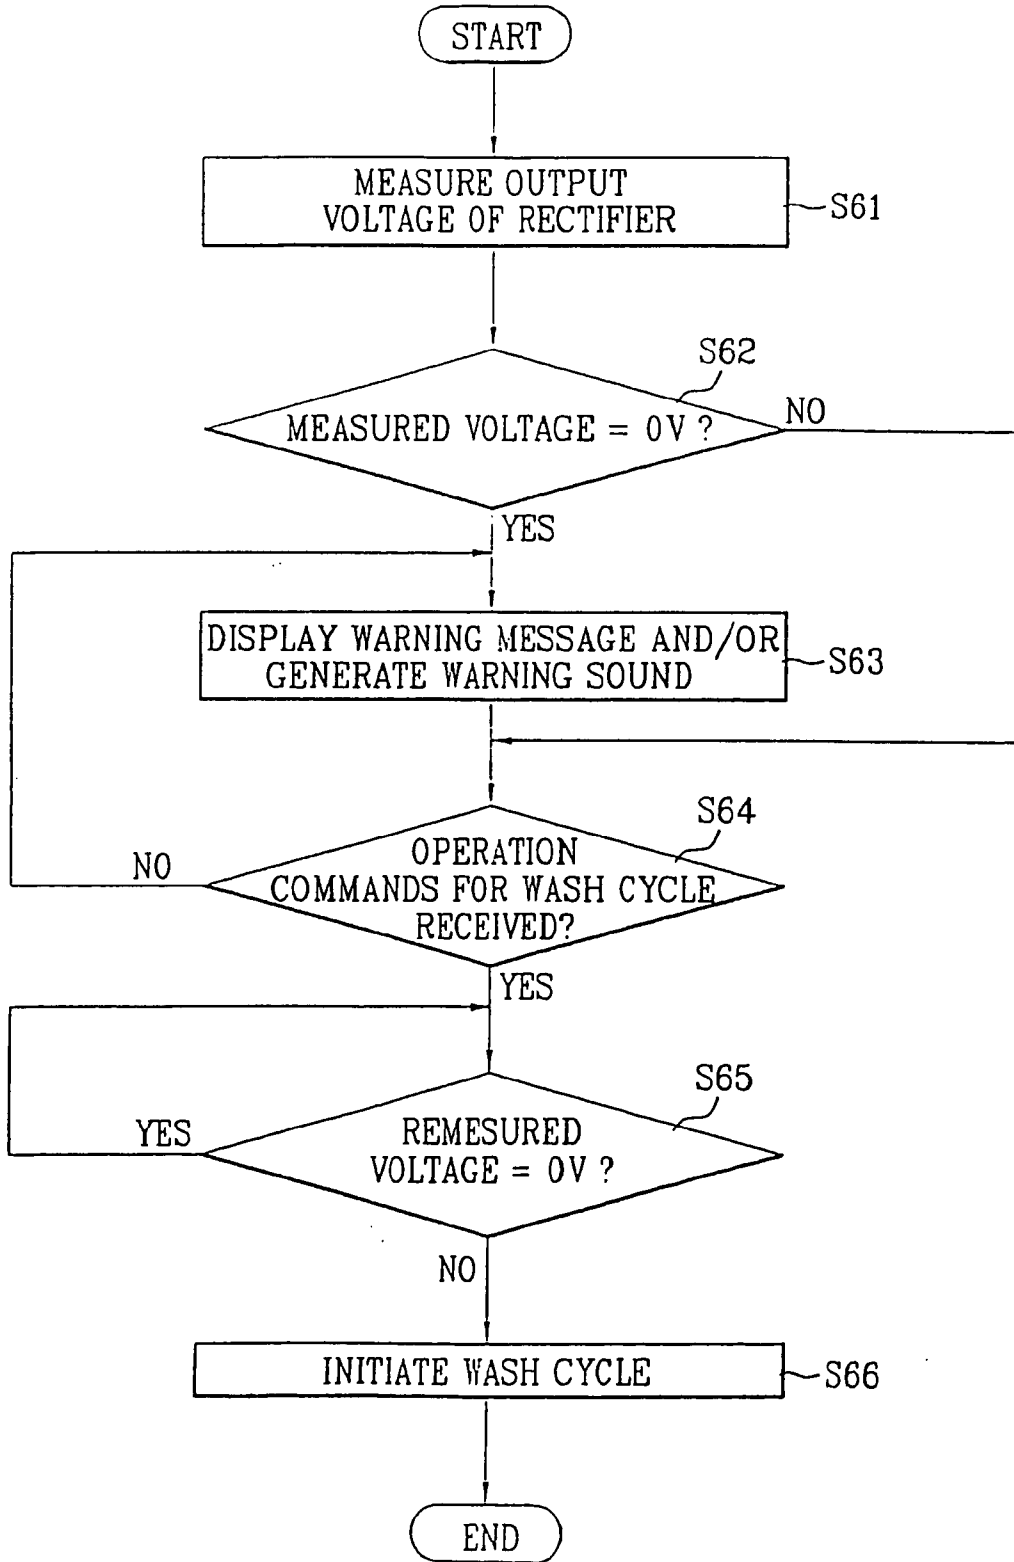 START
MEASURE OUTPUT
VOLTAGE OF RECTIFIER
S61
S62
MEASURED VOLTAGE = 0V ?
NO
YES
DISPLAY WARNING MESSAGE AND/OR
GENERATE WARNING SOUND
S63
S64
OPERATION
COMMANDS FOR WASH CYCLE
RECEIVED?
NO
YES
S65
REMESURED
VOLTAGE = 0V ?
YES
NO
INITIATE WASH CYCLE
S66
END